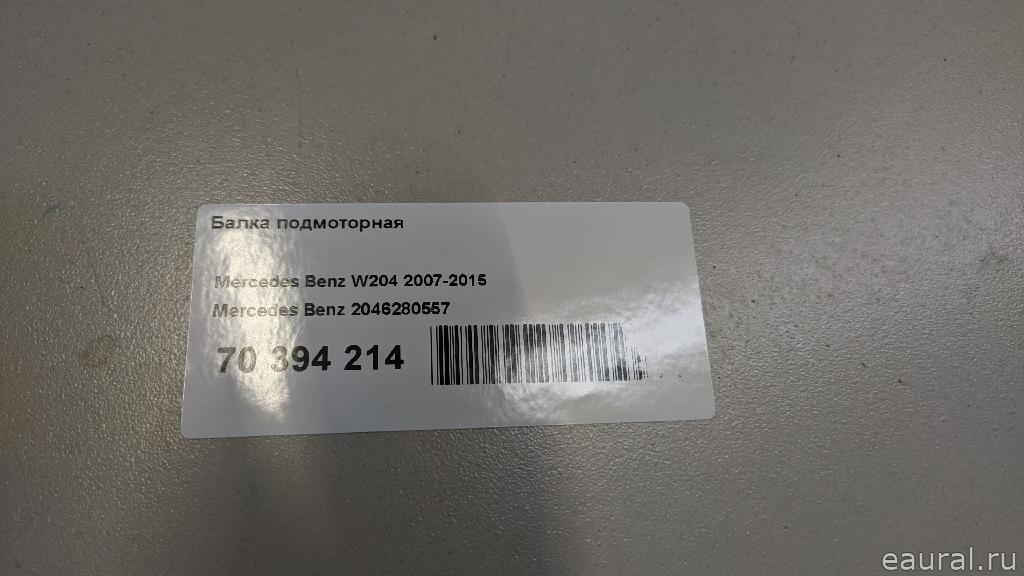 Балка подмоторная
Mercedes Benz W204 2007-2015
Mercedes Benz 2046280557
70 394 214
eaural.ru